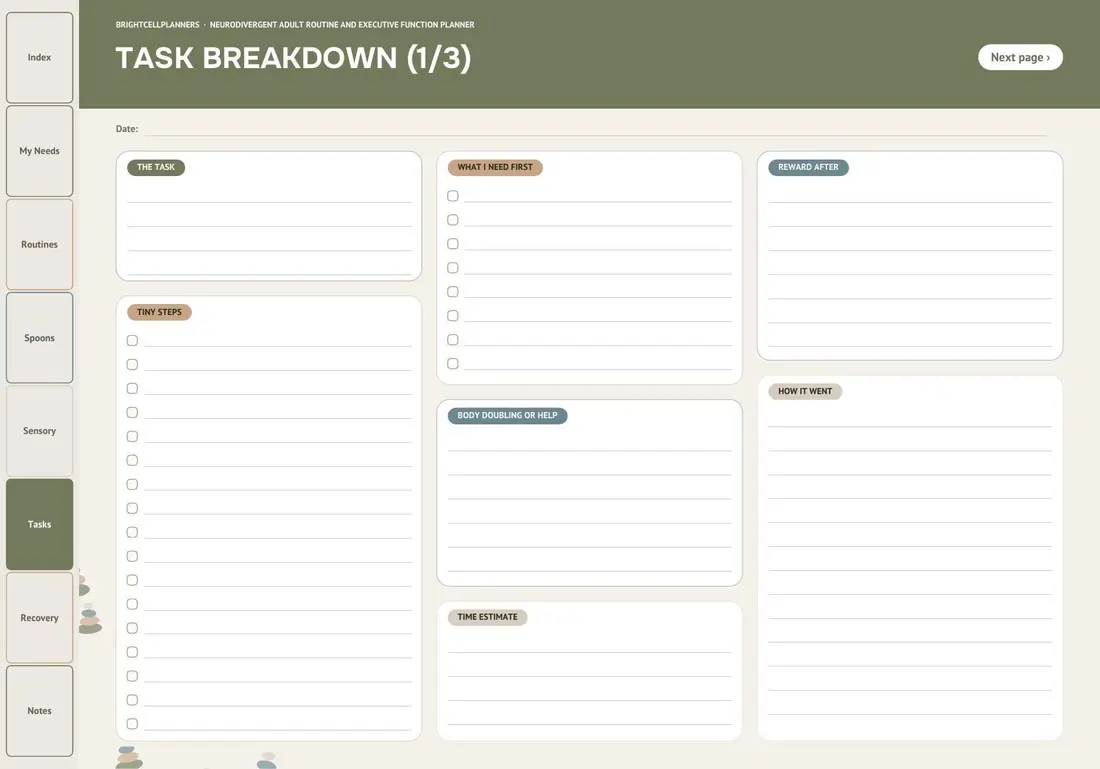 BRIGHTCELLPLANNERS · NEURODIVERGENT ADULT ROUTINE AND EXECUTIVE FUNCTION PLANNER
TASK BREAKDOWN (1/3)
Next page ›
Index
My Needs
Routines
Spoons
Sensory
Tasks
Recovery
Notes
Date:
THE TASK
TINY STEPS
WHAT I NEED FIRST
BODY DOUBLING OR HELP
TIME ESTIMATE
REWARD AFTER
HOW IT WENT